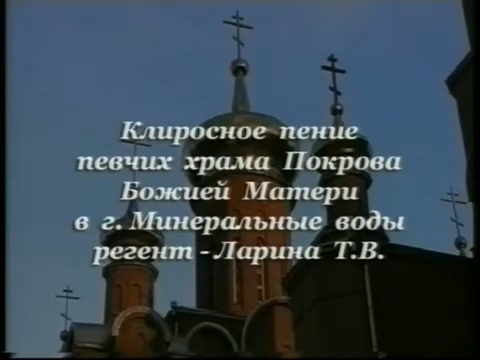 Клиросное пение
певчих храма Покрова
Божией Матери
в г. Минеральные воды
регент - Ларина Т.В.